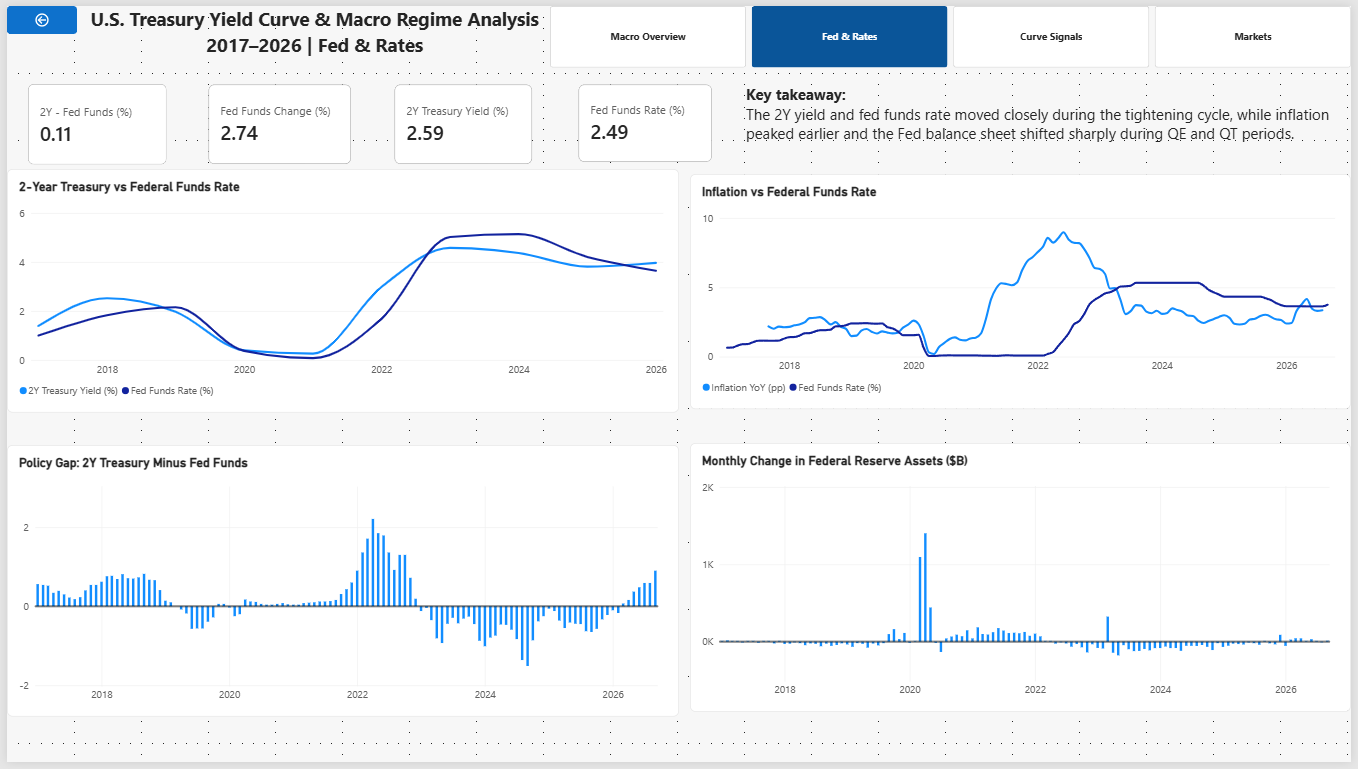 U.S. Treasury Yield Curve & Macro Regime Analysis
2017–2026 | Fed & Rates
Macro Overview
Fed & Rates
Curve Signals
Markets
2Y - Fed Funds (%)
0.11
Fed Funds Change (%)
2.74
2Y Treasury Yield (%)
2.59
Fed Funds Rate (%)
2.49
Key takeaway:
The 2Y yield and fed funds rate moved closely during the tightening cycle, while inflation
peaked earlier and the Fed balance sheet shifted sharply during QE and QT periods.
2-Year Treasury vs Federal Funds Rate
6
4
2
0
2018 2020 2022 2024 2026
2Y Treasury Yield (%) Fed Funds Rate (%)
Inflation vs Federal Funds Rate
10
5
0
2018 2020 2022 2024 2026
Inflation YoY (pp) Fed Funds Rate (%)
Policy Gap: 2Y Treasury Minus Fed Funds
2
0
-2
2018 2020 2022 2024 2026
Monthly Change in Federal Reserve Assets ($B)
2K
1K
0K
2018 2020 2022 2024 2026